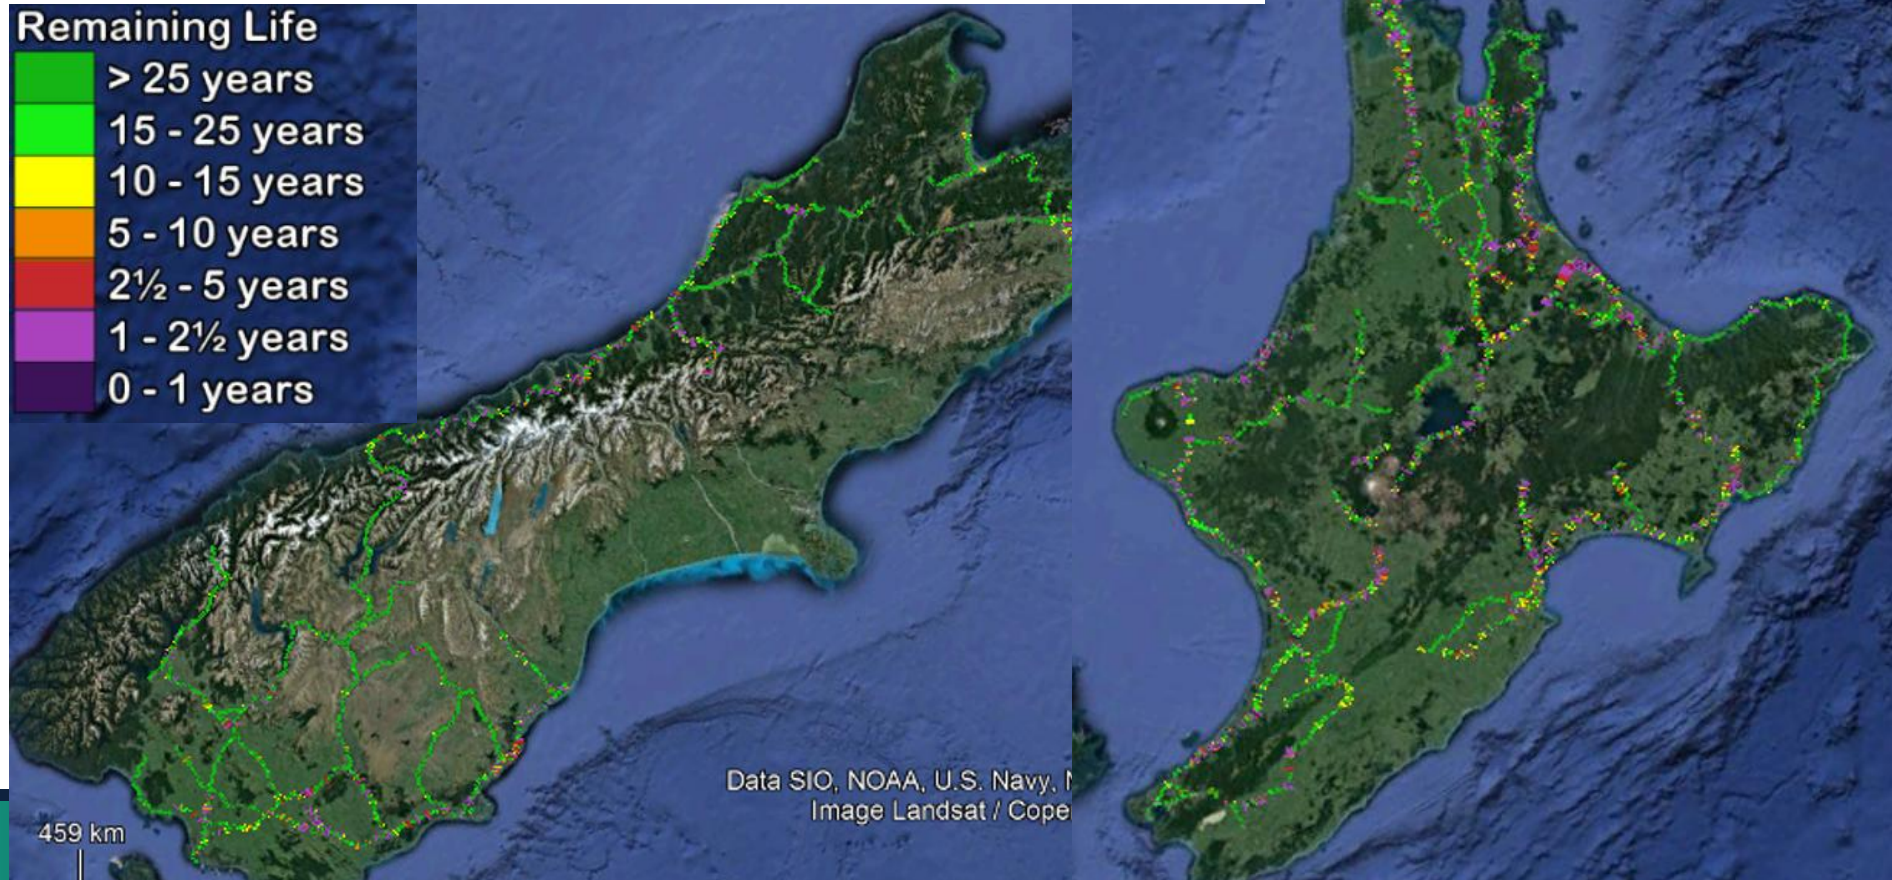 Remaining Life
> 25 years
15 - 25 years
10 - 15 years
5 - 10 years
2½ - 5 years
1 - 2½ years
0 - 1 years
Data SIO, NOAA, U.S. Navy,
Image Landsat /
459 km